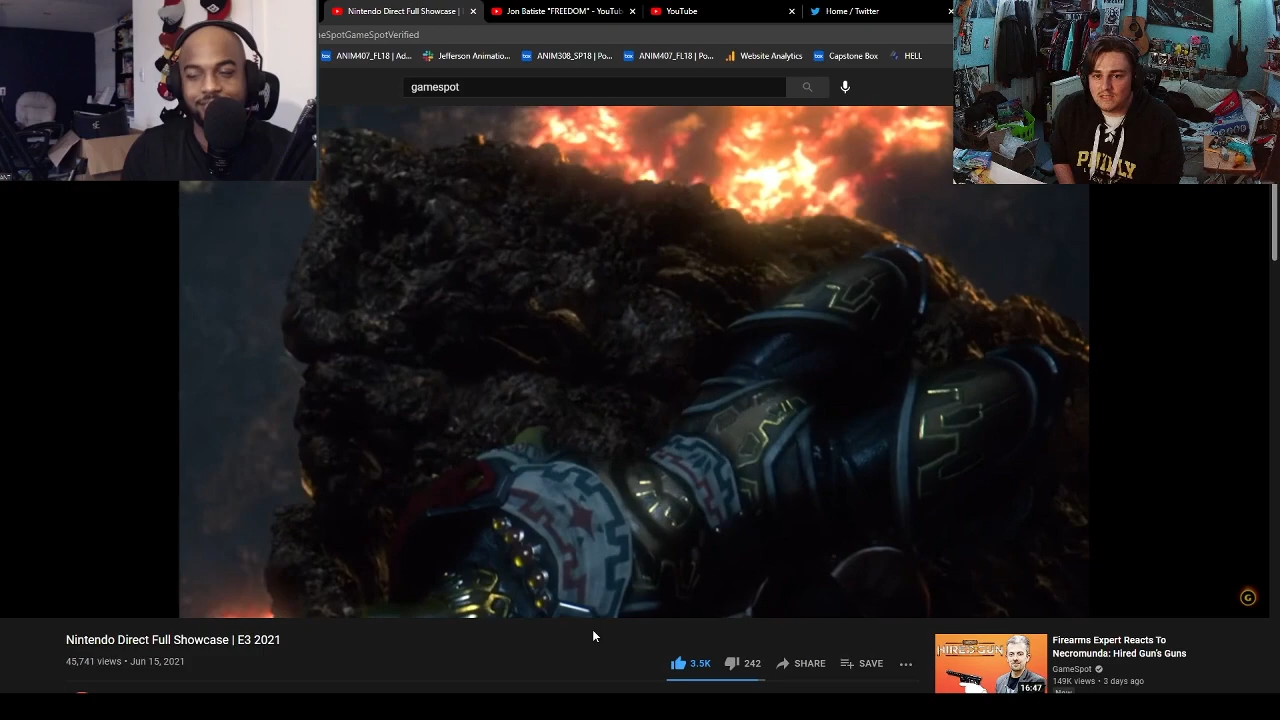 Nintendo Direct Full Showcase |
Jon Batiste "FREEDOM" - YouTub
YouTube
Home / Twitter
eSpotGameSpotVerified
ANIM407_FL18 | Ad...
Jefferson Animatio...
ANIM308_SP18 | Po...
ANIM407_FL18 | Po...
Website Analytics
Capstone Box
HELL
gamespot
PHILLY
Nintendo Direct Full Showcase | E3 2021
45,741 views • Jun 15, 2021
3.5K
242
SHARE
SAVE
HIRED GUN
16:47
Firearms Expert Reacts To
Necromunda: Hired Gun's Guns
GameSpot
149K views • 3 days ago
New